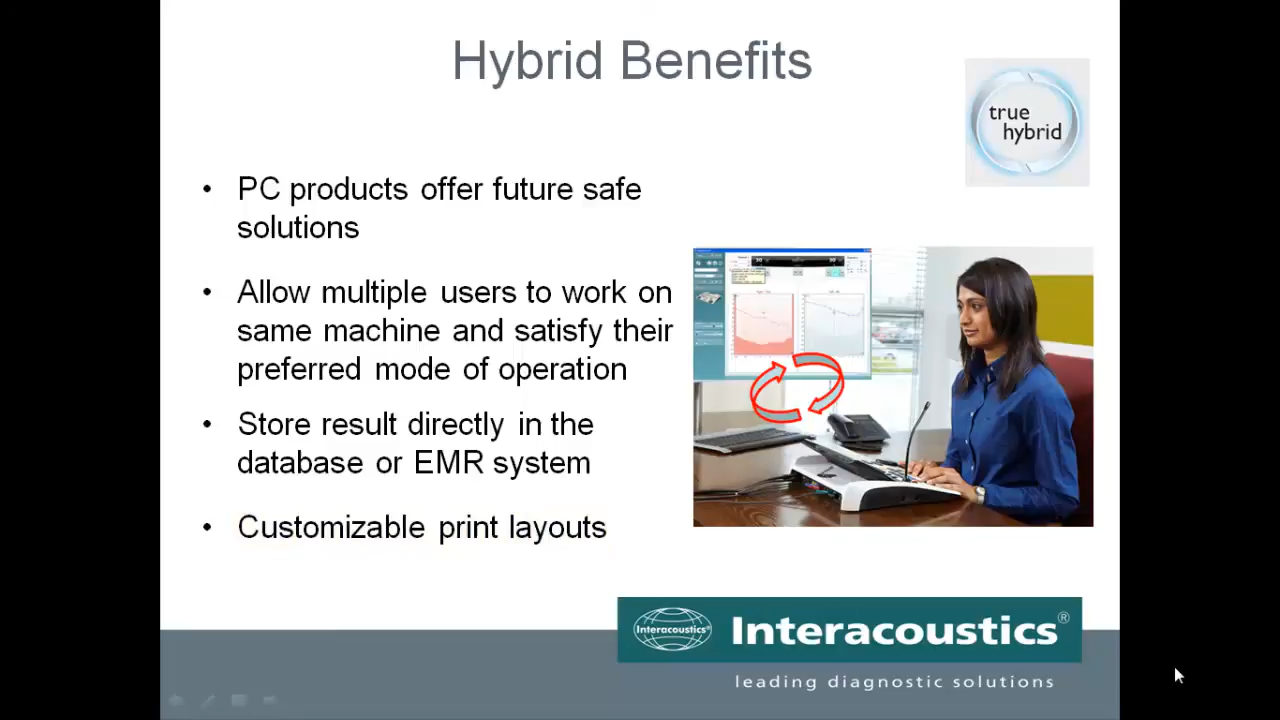 Hybrid Benefits
true
hybrid
• PC products offer future safe
solutions
• Allow multiple users to work on
same machine and satisfy their
preferred mode of operation
• Store result directly in the
database or EMR system
• Customizable print layouts
Interacoustics®
Interacoustics®
leading diagnostic solutions